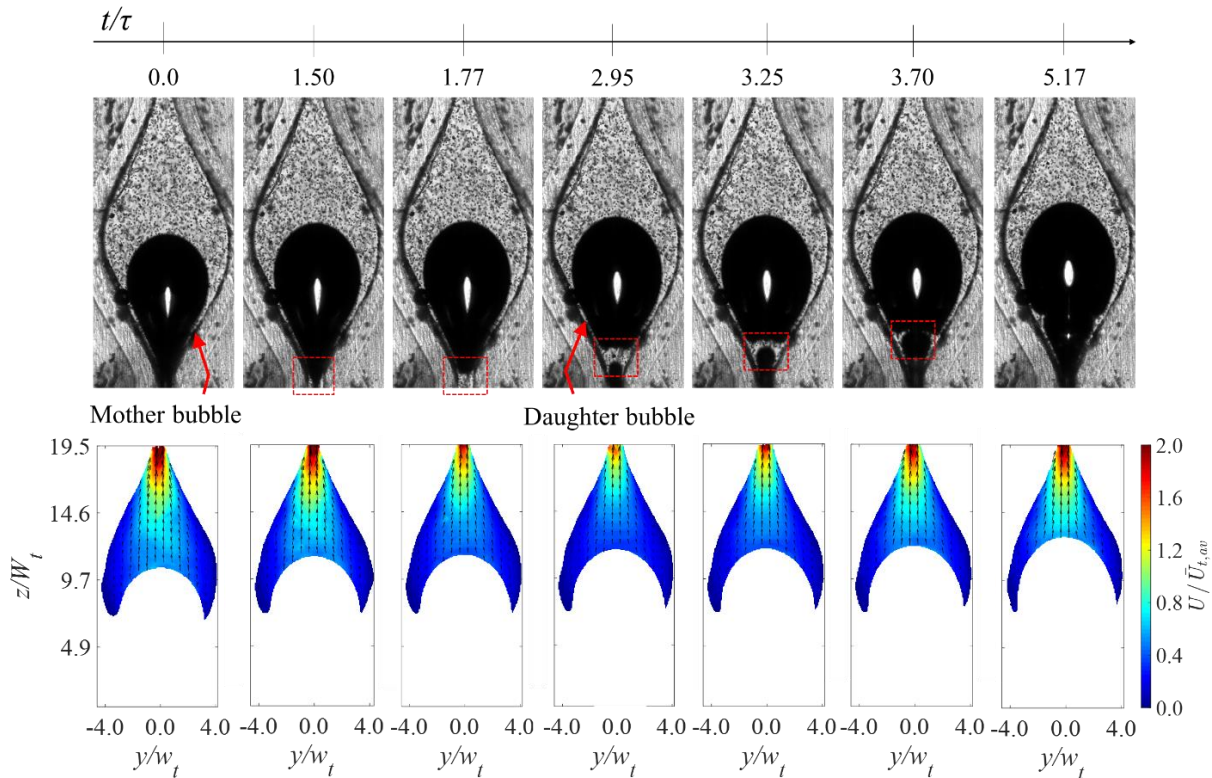 t/τ
0.0 1.50 1.77 2.95 3.25 3.70 5.17
Mother bubble Daughter bubble
19.5
14.6
9.7
4.9
z/W_t
2.0
1.6
1.2
0.8
0.4
0.0
U / Ū_{t,av}
-4.0 0.0 4.0 -4.0 0.0 4.0 -4.0 0.0 4.0 -4.0 0.0 4.0 -4.0 0.0 4.0 -4.0 0.0 4.0 -4.0 0.0 4.0
y/w_t y/w_t y/w_t y/w_t y/w_t y/w_t y/w_t